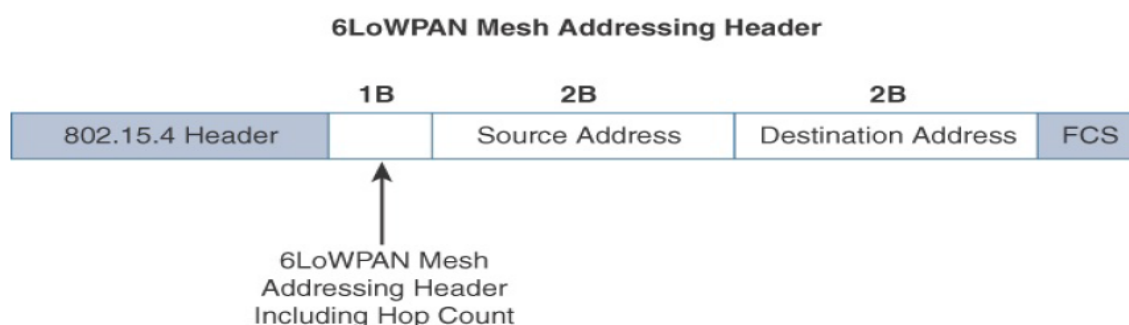 6LoWPAN Mesh Addressing Header
1B 2B 2B
802.15.4 Header Source Address Destination Address FCS
6LoWPAN Mesh
Addressing Header
Including Hop Count